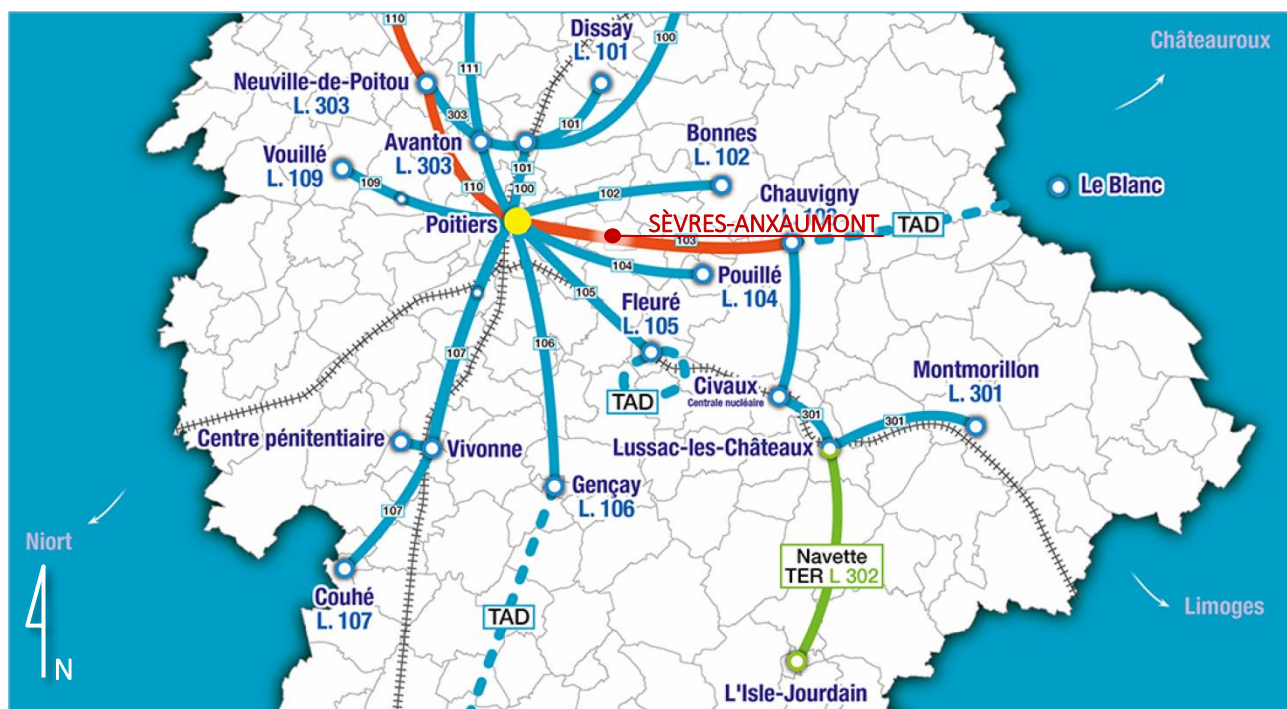 110
Dissay
L. 101
100
Châteauroux
111
Neuville-de-Poitou
L. 303
303
101
Avanton
L. 303
Bonnes
L. 102
Vouillé
L. 109
109
101
110
100
102
Chauvigny
Le Blanc
Poitiers
SÈVRES-ANXAUMONT
TAD
103
104
Pouillé
L. 104
105
Fleuré
L. 105
106
107
Civaux
Centrale nucléaire
TAD
Montmorillon
L. 301
301
301
Centre pénitentiaire
Vivonne
Lussac-les-Châteaux
Gençay
L. 106
107
Niort
Navette
TER L 302
Couhé
L. 107
TAD
Limoges
N
L'Isle-Jourdain